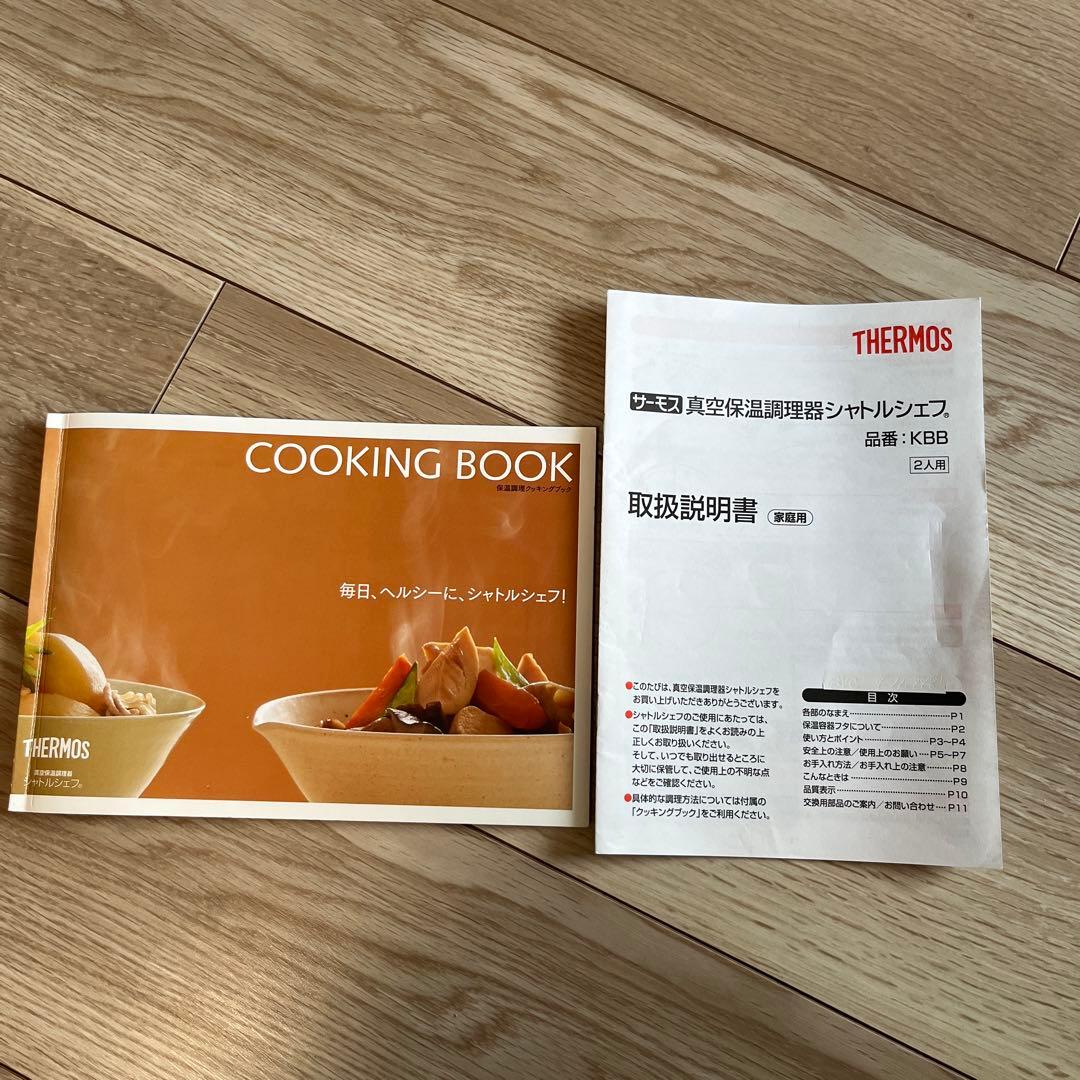 COOKING BOOK
保温調理クッキングブック
毎日、ヘルシーに、シャトルシェフ!
THERMOS
真空保温調理器
シャトルシェフ®
THERMOS
サーモス 真空保温調理器シャトルシェフ®
品番:KBB
2人用
取扱説明書 家庭用
●このたびは、真空保温調理器シャトルシェフを
お買い上げいただきありがとうございます。
●シャトルシェフのご使用にあたっては、
この「取扱説明書」をよくお読みの上
正しくお取り扱いください。
そして、いつでも取り出せるところに
大切に保管して、ご使用上の不明な点
などをご確認ください。
●具体的な調理方法については付属の
「クッキングブック」をご利用ください。
目次
各部のなまえ…P1
保温容器フタについて…P2
使い方とポイント…P3~P4
安全上の注意/使用上のお願い…P5~P7
お手入れ方法/お手入れ上の注意…P8
こんなときは…P9
品質表示…P10
交換用部品のご案内/お問い合わせ…P11